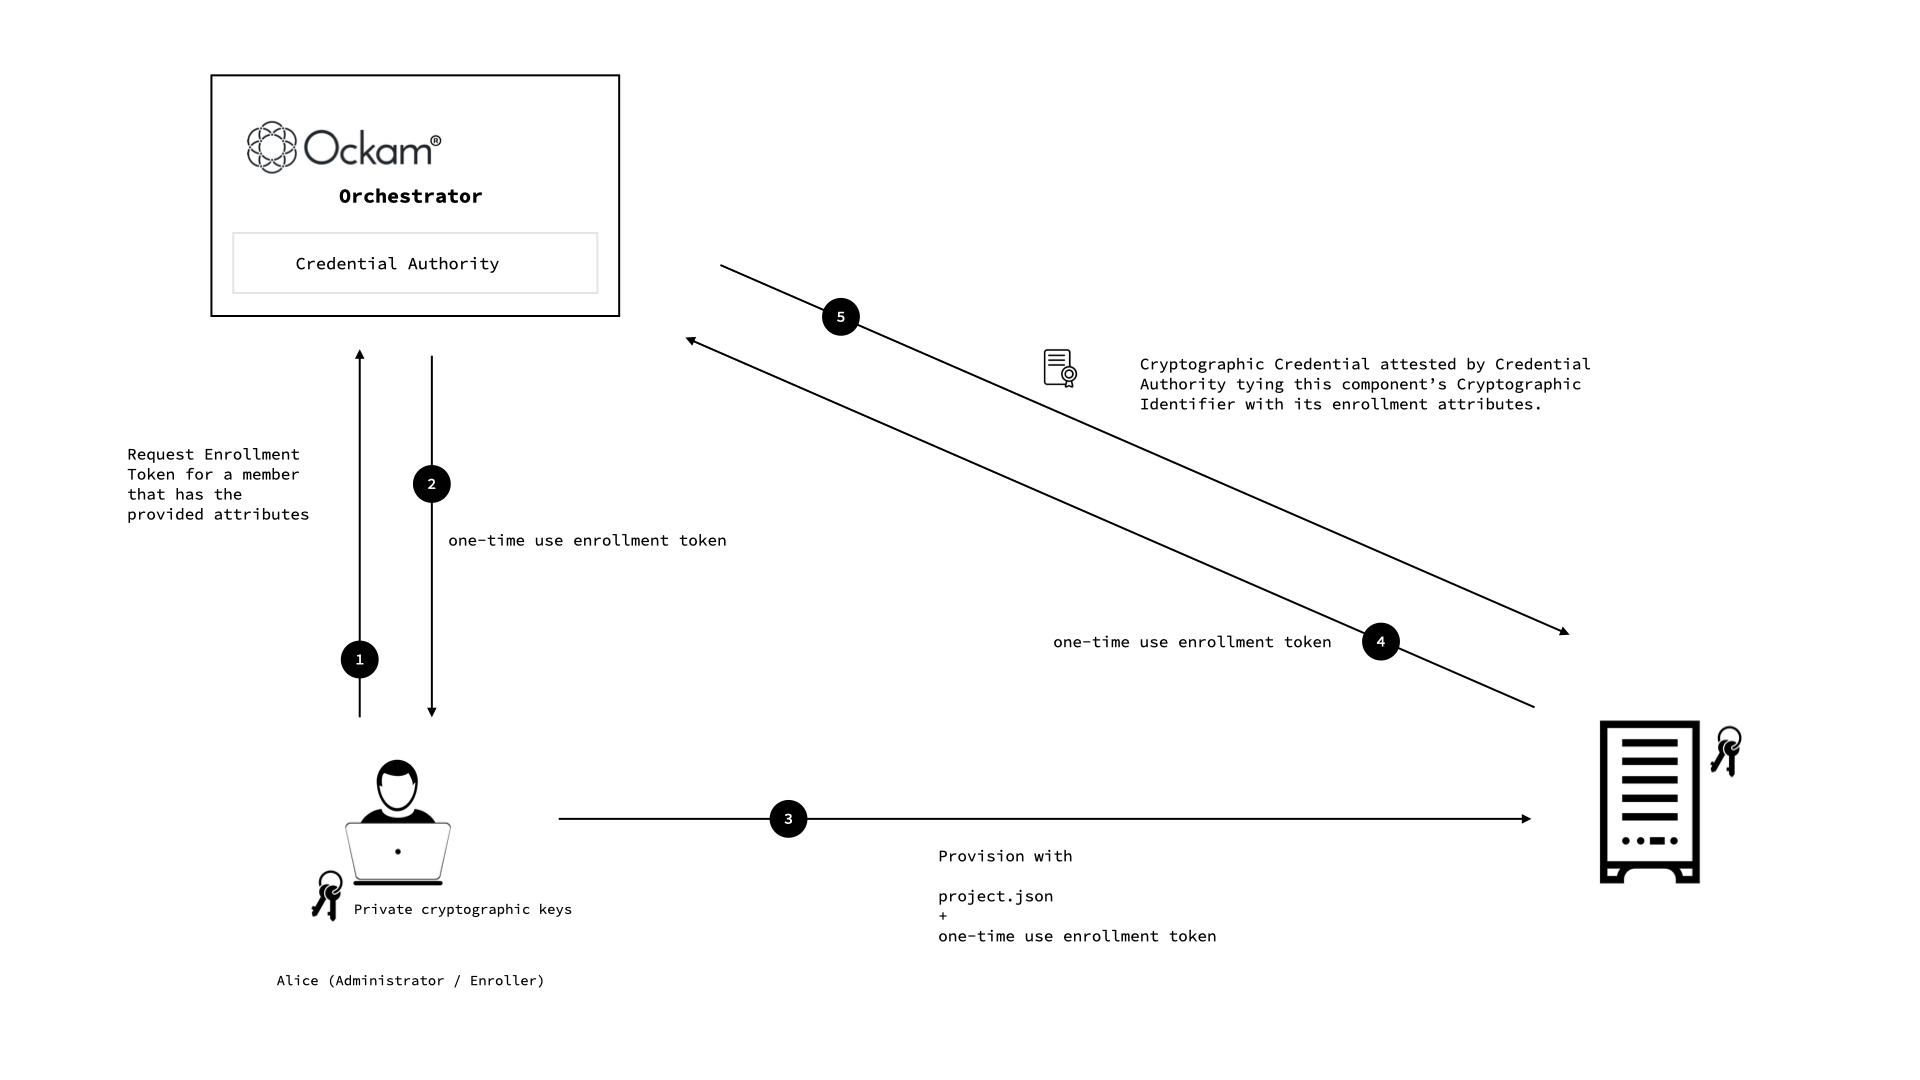 Ockam®
Orchestrator
Credential Authority
5
Cryptographic Credential attested by Credential
Authority tying this component’s Cryptographic
Identifier with its enrollment attributes.
Request Enrollment
Token for a member
that has the
provided attributes
2
one-time use enrollment token
1
one-time use enrollment token
4
3
Provision with
project.json
+
one-time use enrollment token
Private cryptographic keys
Alice (Administrator / Enroller)